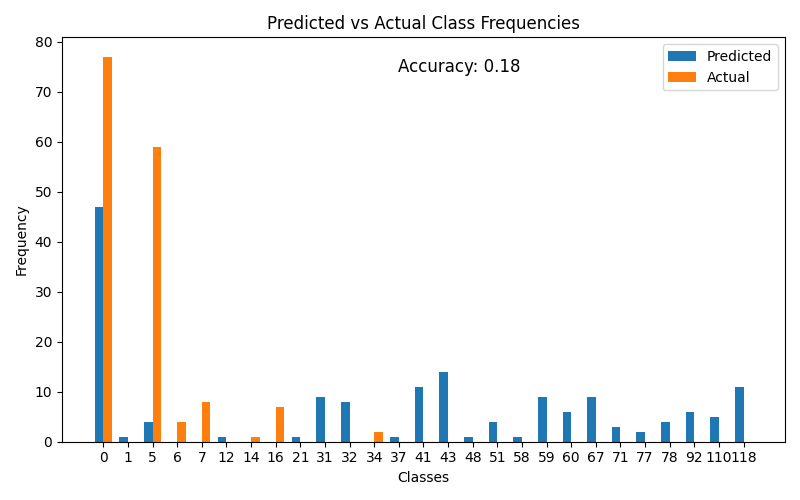 Predicted vs Actual Class Frequencies
Accuracy: 0.18
Predicted
Actual
Frequency
80
70
60
50
40
30
20
10
0
0 1 5 6 7 12 14 16 21 31 32 34 37 41 43 48 51 58 59 60 67 71 77 78 92 110 118
Classes